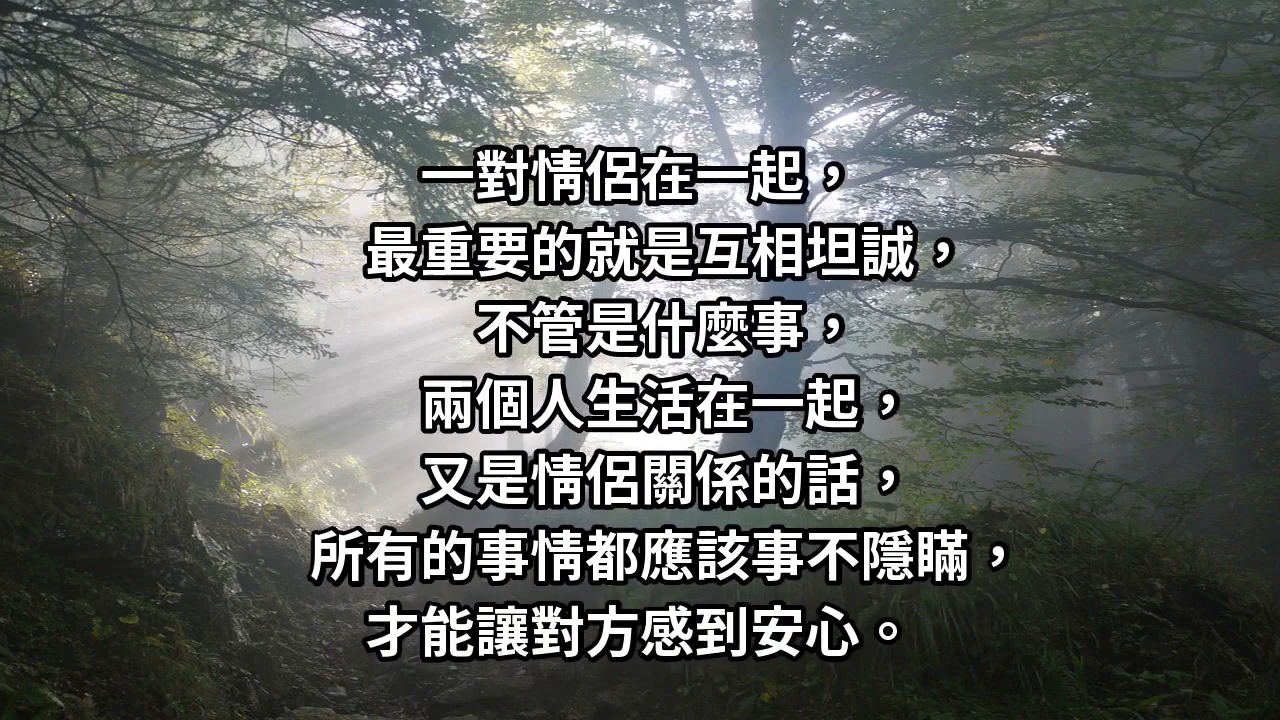 一對情侶在一起，
最重要的就是互相坦誠，
不管是什麼事，
兩個人生活在一起，
又是情侶關係的話，
所有的事情都應該事不隱瞞，
才能讓對方感到安心。